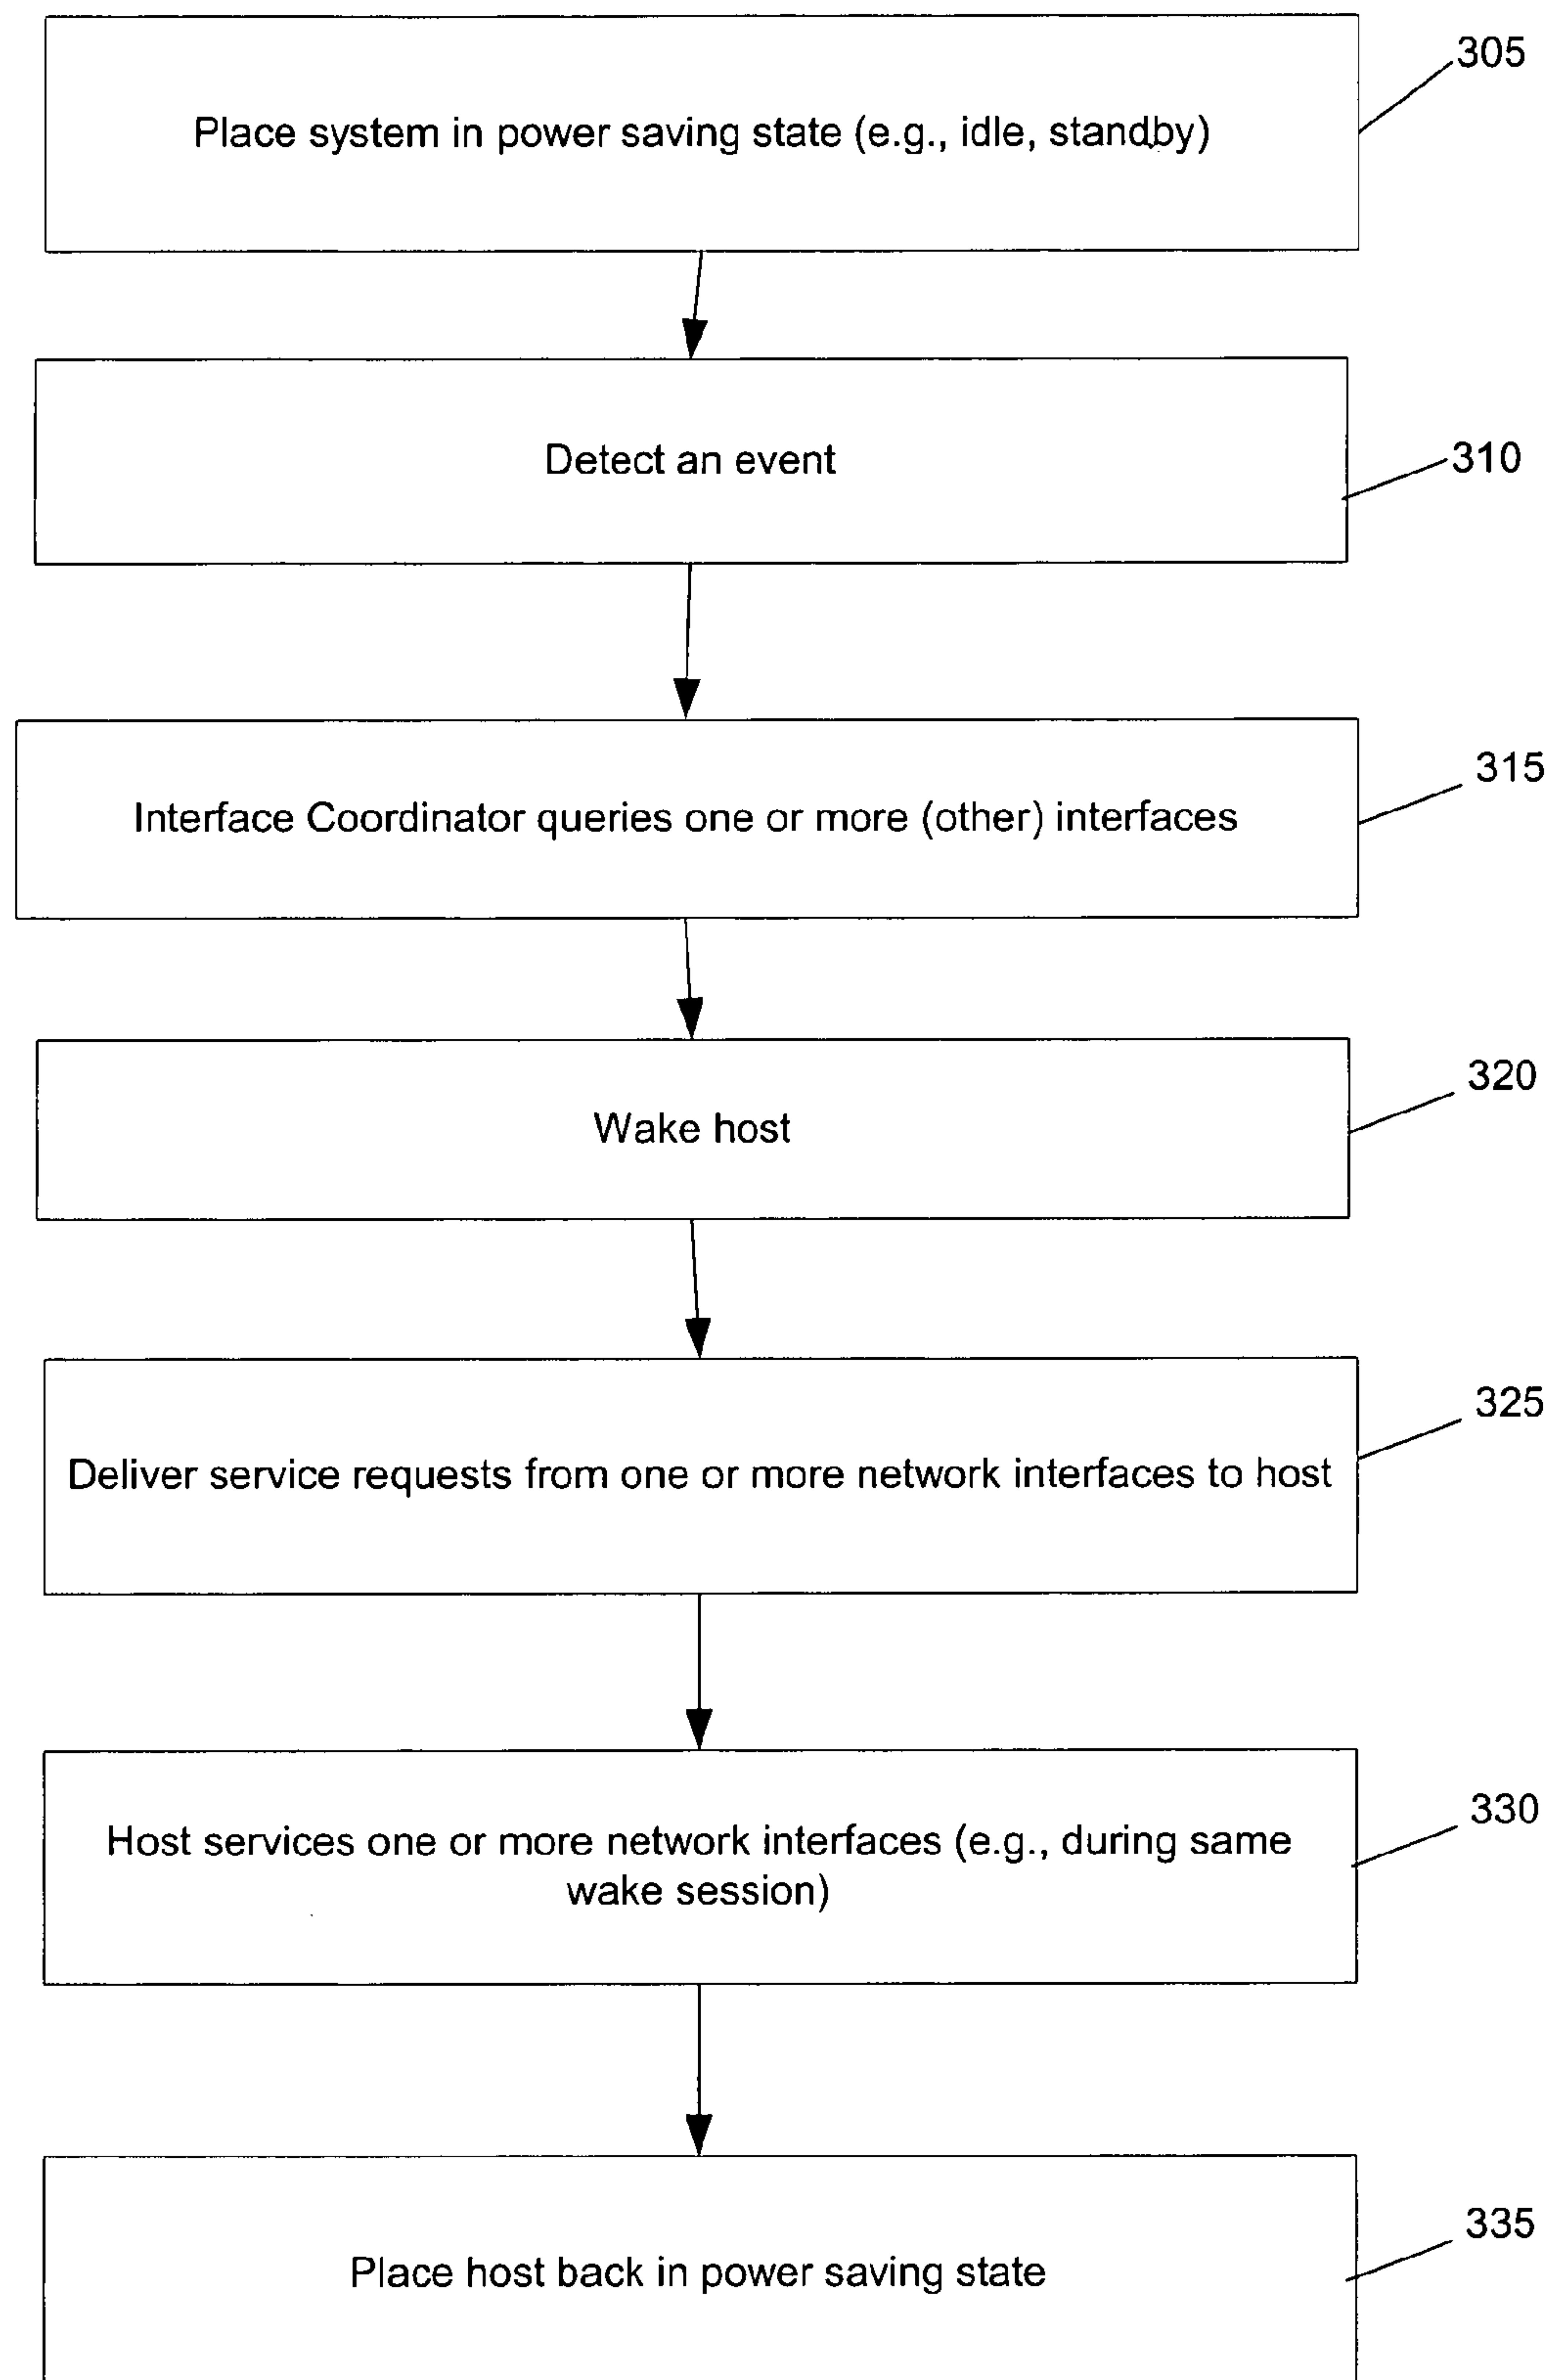 305
Place system in power saving state (e.g., idle, standby)
Detect an event
310
315
Interface Coordinator queries one or more (other) interfaces
320
Wake host
325
Deliver service requests from one or more network interfaces to host
330
Host services one or more network interfaces (e.g., during same
wake session)
335
Place host back in power saving state